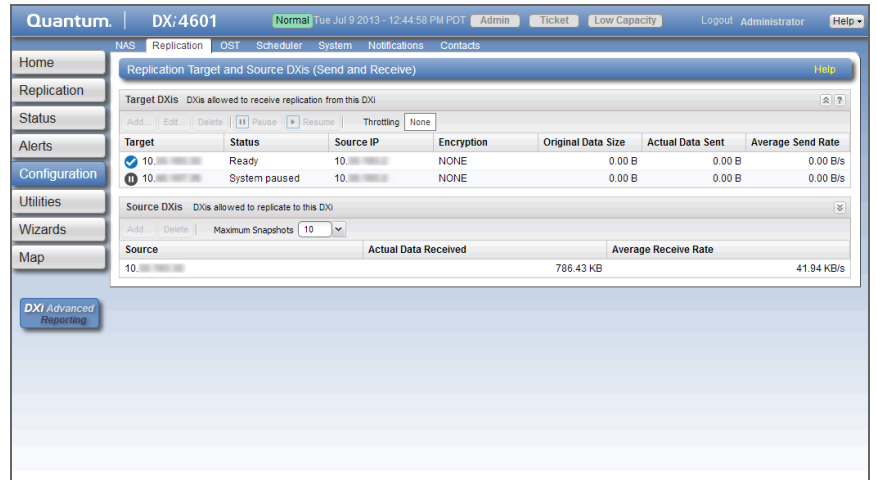 Quantum. DXi4601 Normal Tue Jul 9 2013 - 12:44:58 PM PDT Admin Ticket Low Capacity Logout Administrator Help
NAS Replication OST Scheduler System Notifications Contacts
Home
Replication
Status
Alerts
Configuration
Utilities
Wizards
Map
DXi Advanced
Reporting
Replication Target and Source DXis (Send and Receive) Help
Target DXis DXis allowed to receive replication from this DXi ?
Add... Edit... Delete Pause Resume Throttling None
Target Status Source IP Encryption Original Data Size Actual Data Sent Average Send Rate
10. Ready 10. NONE 0.00 B 0.00 B 0.00 B/s
10. System paused 10. NONE 0.00 B 0.00 B 0.00 B/s
Source DXis DXis allowed to replicate to this DXi
Add... Delete Maximum Snapshots 10
Source Actual Data Received Average Receive Rate
10. 786.43 KB 41.94 KB/s